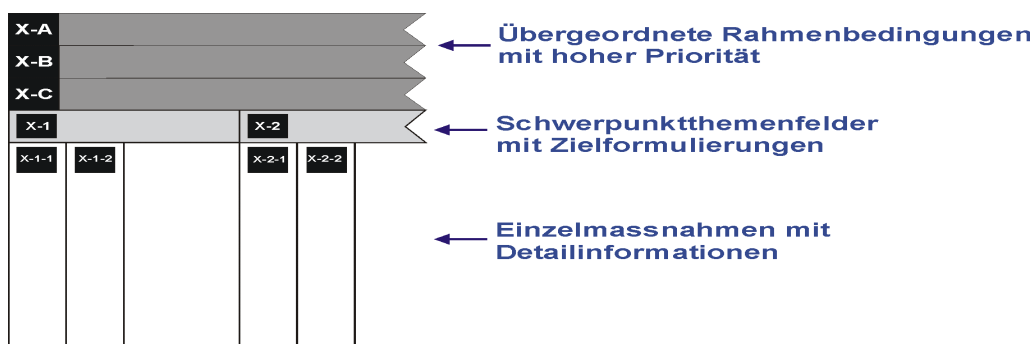 X-A
Übergeordnete Rahmenbedingungen
mit hoher Priorität
X-B
X-C
X-1 X-2
Schwerpunktthemenfelder
mit Zielformulierungen
X-1-1 X-1-2 X-2-1 X-2-2
Einzelmassnahmen mit
Detailinformationen